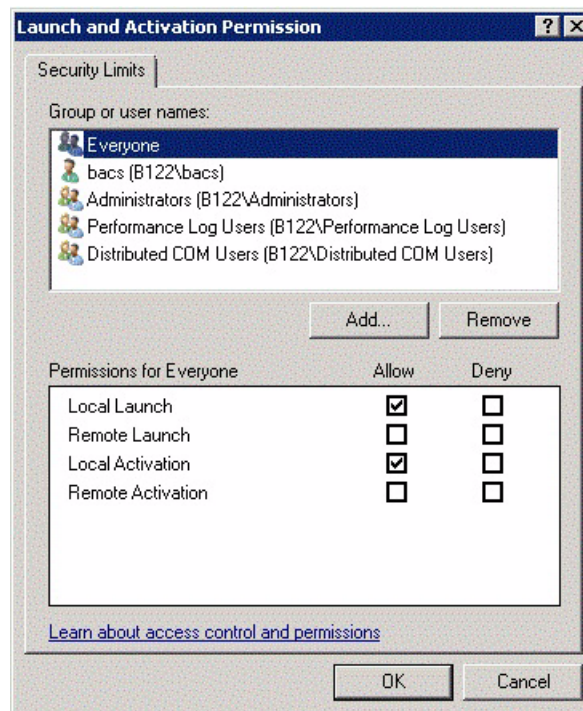 Launch and Activation Permission
Security Limits
Group or user names:
Everyone
bacs (B122\bacs)
Administrators (B122\Administrators)
Performance Log Users (B122\Performance Log Users)
Distributed COM Users (B122\Distributed COM Users)
Add... Remove
Permissions for Everyone Allow Deny
Local Launch
Remote Launch
Local Activation
Remote Activation
Learn about access control and permissions
OK Cancel